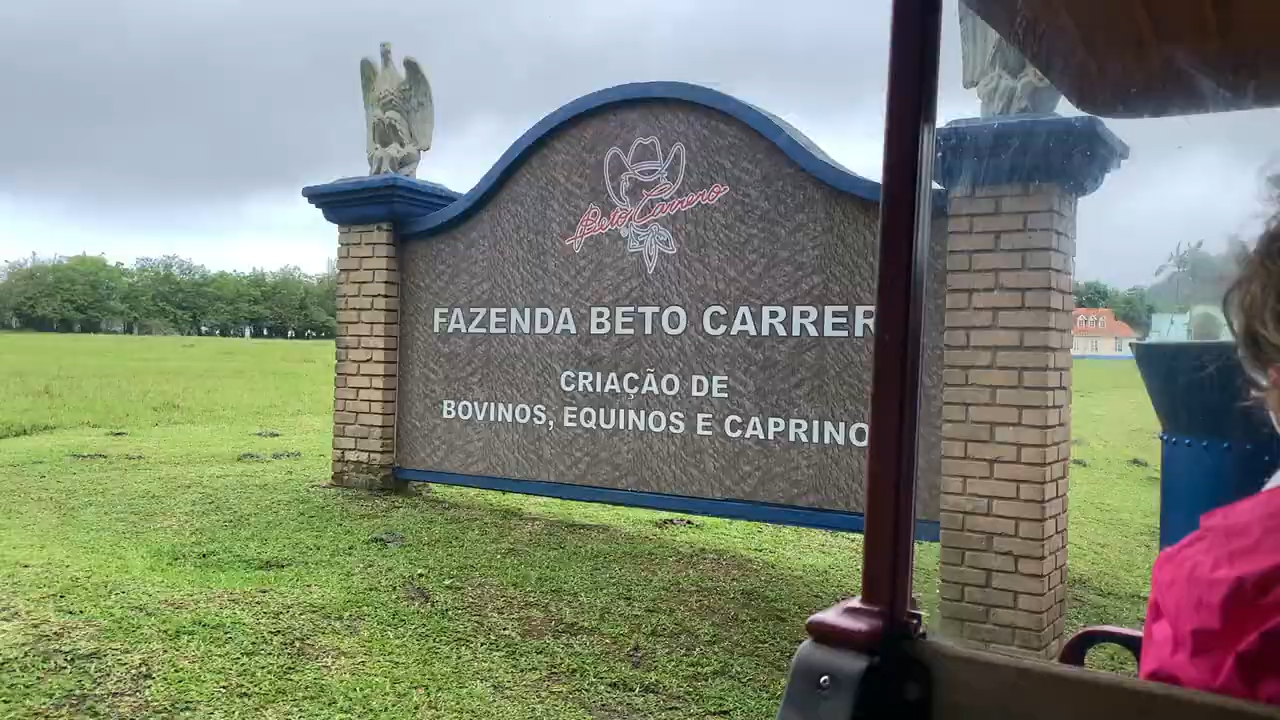 Beto Carrero
FAZENDA BETO CARRER
CRIAÇÃO DE
BOVINOS, EQUINOS E CAPRINO